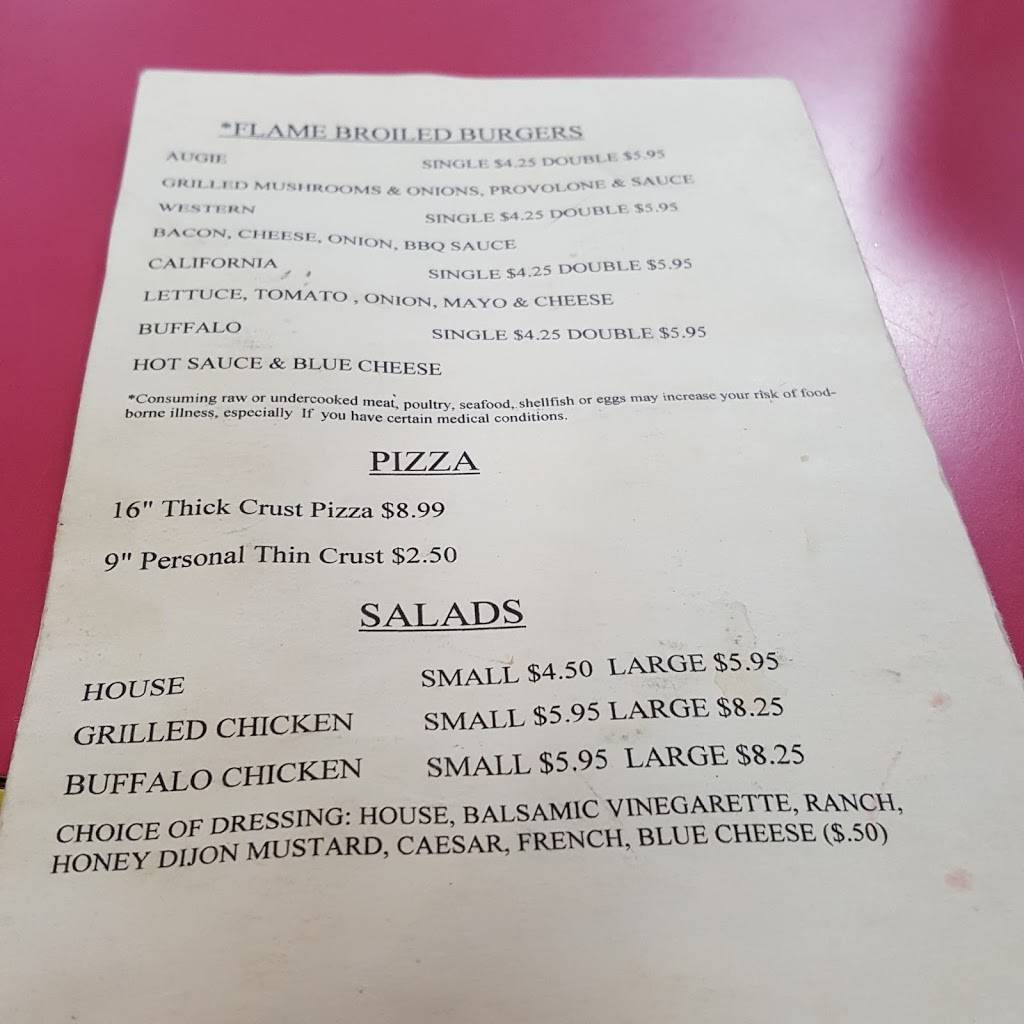 *FLAME BROILED BURGERS
AUGIE SINGLE $4.25 DOUBLE $5.95
GRILLED MUSHROOMS & ONIONS, PROVOLONE & SAUCE
WESTERN SINGLE $4.25 DOUBLE $5.95
BACON, CHEESE, ONION, BBQ SAUCE
CALIFORNIA SINGLE $4.25 DOUBLE $5.95
LETTUCE, TOMATO , ONION, MAYO & CHEESE
BUFFALO SINGLE $4.25 DOUBLE $5.95
HOT SAUCE & BLUE CHEESE
*Consuming raw or undercooked meat, poultry, seafood, shellfish or eggs may increase your risk of food-
borne illness, especially If you have certain medical conditions.
PIZZA
16" Thick Crust Pizza $8.99
9" Personal Thin Crust $2.50
SALADS
HOUSE SMALL $4.50 LARGE $5.95
GRILLED CHICKEN SMALL $5.95 LARGE $8.25
BUFFALO CHICKEN SMALL $5.95 LARGE $8.25
CHOICE OF DRESSING: HOUSE, BALSAMIC VINEGARETTE, RANCH,
HONEY DIJON MUSTARD, CAESAR, FRENCH, BLUE CHEESE ($.50)